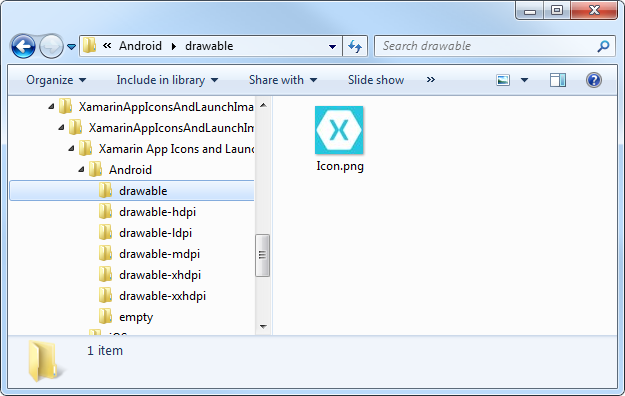 « Android ▸ drawable
Search drawable
Organize Include in library Share with Slide show »
XamarinAppIconsAndLaunchIma
XamarinAppIconsAndLaunchIm
Xamarin App Icons and Launc
Android
drawable
drawable-hdpi
drawable-ldpi
drawable-mdpi
drawable-xhdpi
drawable-xxhdpi
empty
iOS
Icon.png
1 item